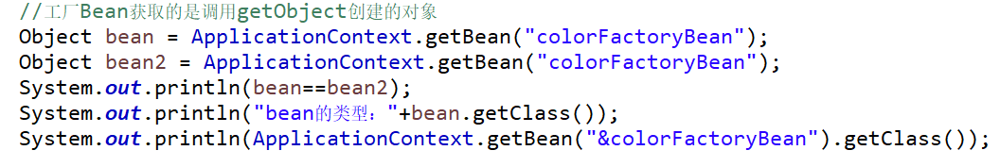 //工厂Bean获取的是调用getObject创建的对象
Object bean = ApplicationContext.getBean("colorFactoryBean");
Object bean2 = ApplicationContext.getBean("colorFactoryBean");
System.out.println(bean==bean2);
System.out.println("bean的类型："+bean.getClass());
System.out.println(ApplicationContext.getBean("&colorFactoryBean").getClass());